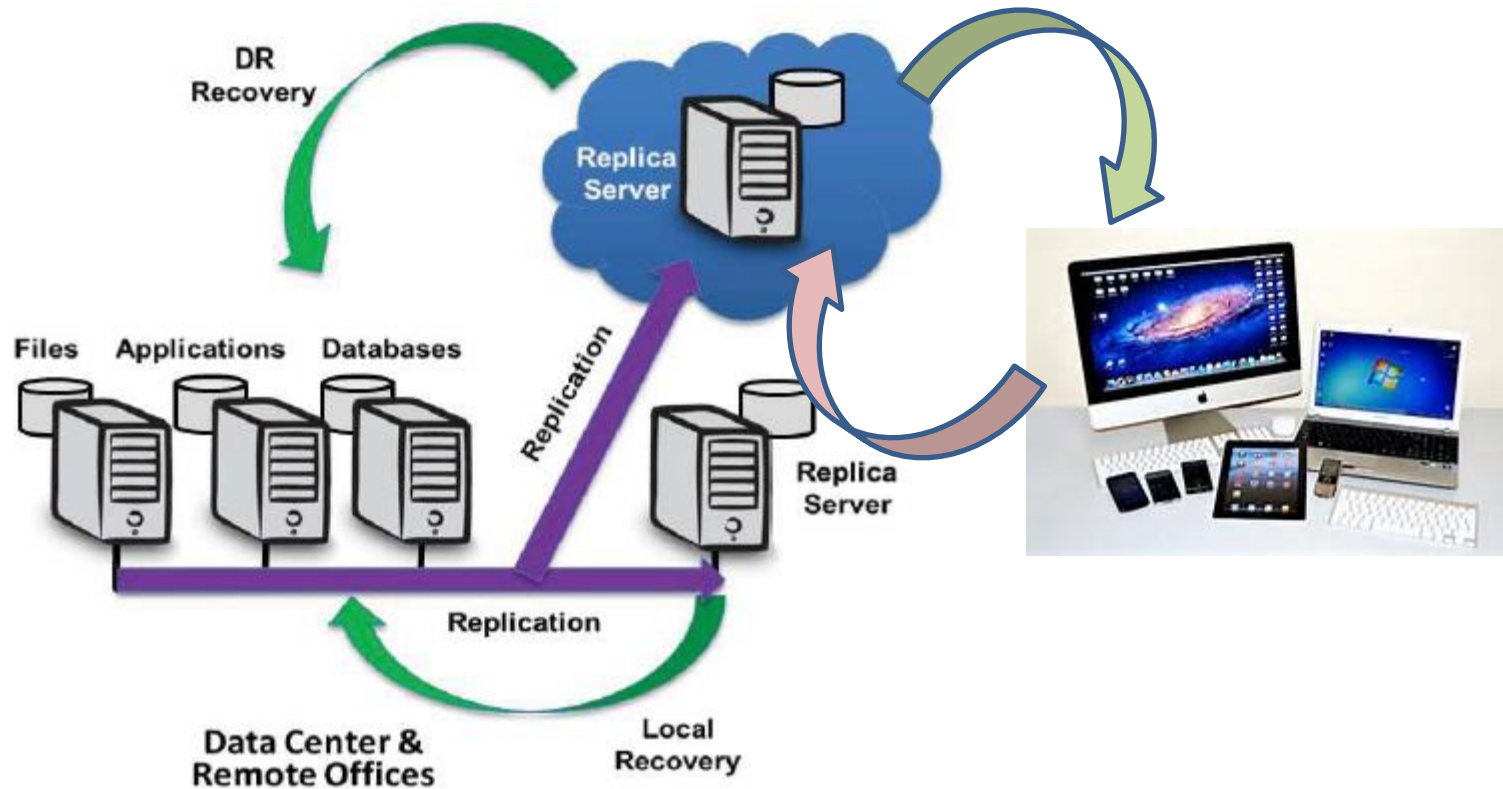 DR
Recovery
Replica
Server
Files Applications Databases
Replication
Replica
Server
Replication
Local
Recovery
Data Center &
Remote Offices